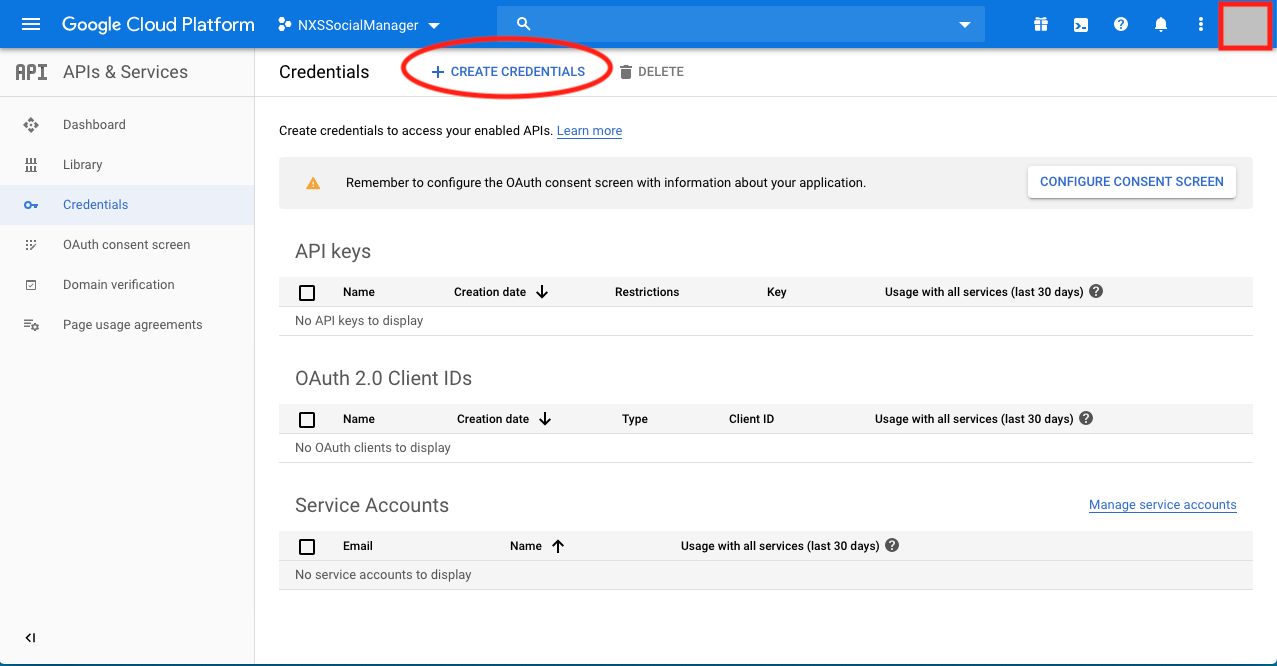 Google Cloud Platform NXSSocialManager
API APIs & Services Credentials CREATE CREDENTIALS DELETE
Dashboard
Library
Credentials
OAuth consent screen
Domain verification
Page usage agreements
Create credentials to access your enabled APIs. Learn more
Remember to configure the OAuth consent screen with information about your application. CONFIGURE CONSENT SCREEN
API keys
Name Creation date Restrictions Key Usage with all services (last 30 days)
No API keys to display
OAuth 2.0 Client IDs
Name Creation date Type Client ID Usage with all services (last 30 days)
No OAuth clients to display
Service Accounts Manage service accounts
Email Name Usage with all services (last 30 days)
No service accounts to display